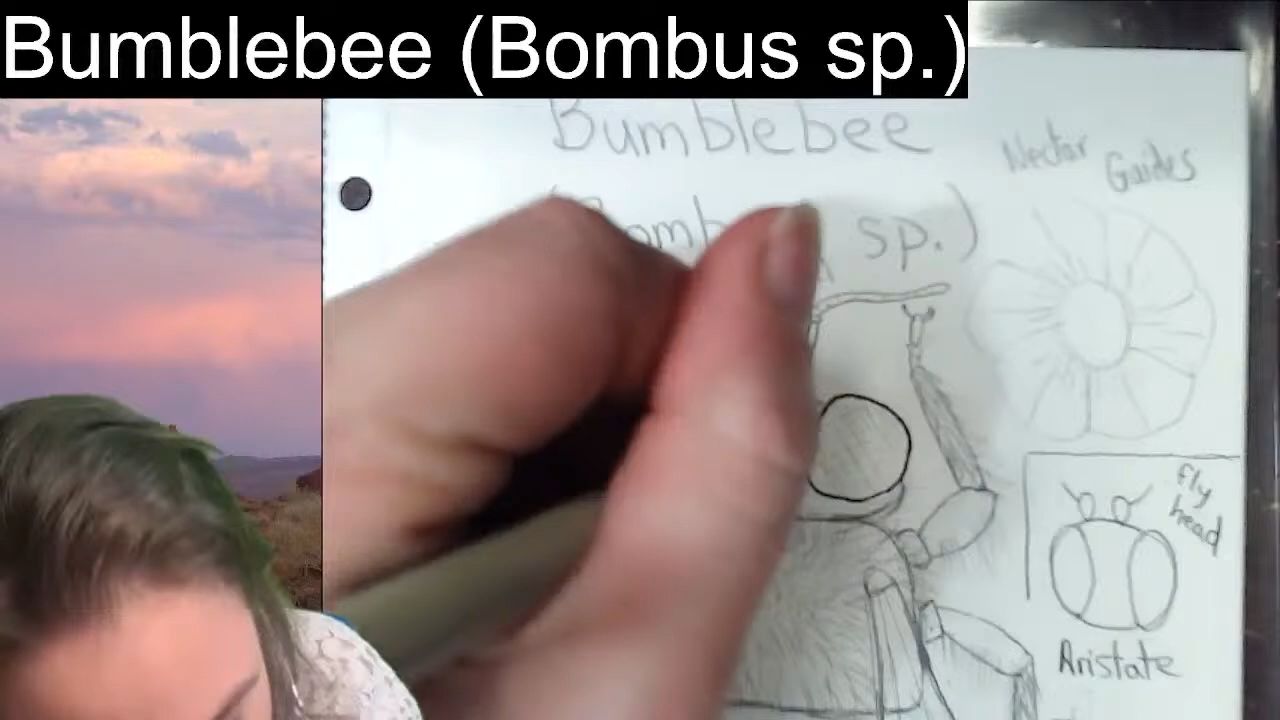 Bumblebee (Bombus sp.)
Bumblebee
sp.)
Nectar
Guides
fly
head
Aristate